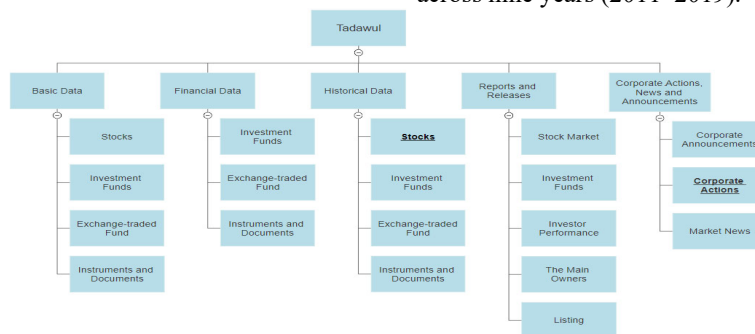 across nine years (2011–2019).
Tadawul
Basic Data
Financial Data
Historical Data
Reports and
Releases
Corporate Actions,
News and
Announcements
Stocks
Investment
Funds
Exchange-traded
Fund
Instruments and
Documents
Investment
Funds
Exchange-traded
Fund
Instruments and
Documents
Stocks
Investment
Funds
Exchange-traded
Fund
Instruments and
Documents
Stock Market
Investment
Funds
Investor
Performance
The Main
Owners
Listing
Corporate
Announcements
Corporate
Actions
Market News